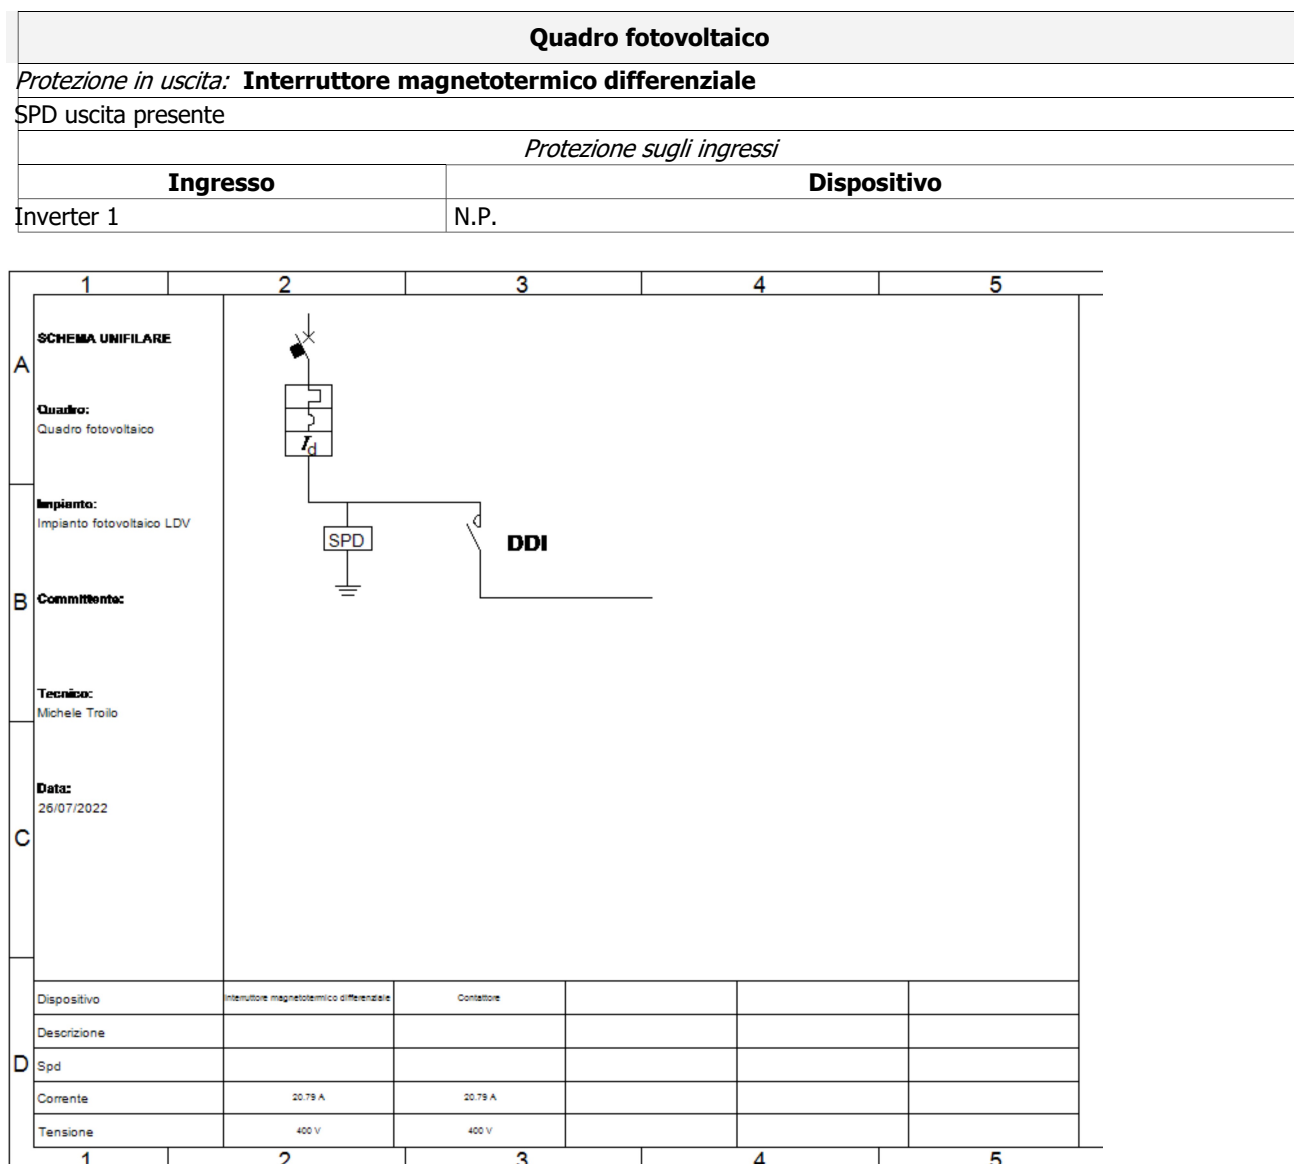 Quadro fotovoltaico
Protezione in uscita: Interruttore magnetotermico differenziale
SPD uscita presente
Protezione sugli ingressi
Ingresso Dispositivo
Inverter 1 N.P.
1 2 3 4 5
A
SCHEMA UNIFILARE
Quadro:
Quadro fotovoltaico
Id
B
Impianto:
Impianto fotovoltaico LDV
SPD
DDI
Committente:
Tecnico:
Michele Troilo
C
Data:
26/07/2022
D
Dispositivo Interruttore magnetotermico differenziale Contattore
Descrizione
Spd
Corrente 20.79 A 20.79 A
Tensione 400 V 400 V
1 2 3 4 5